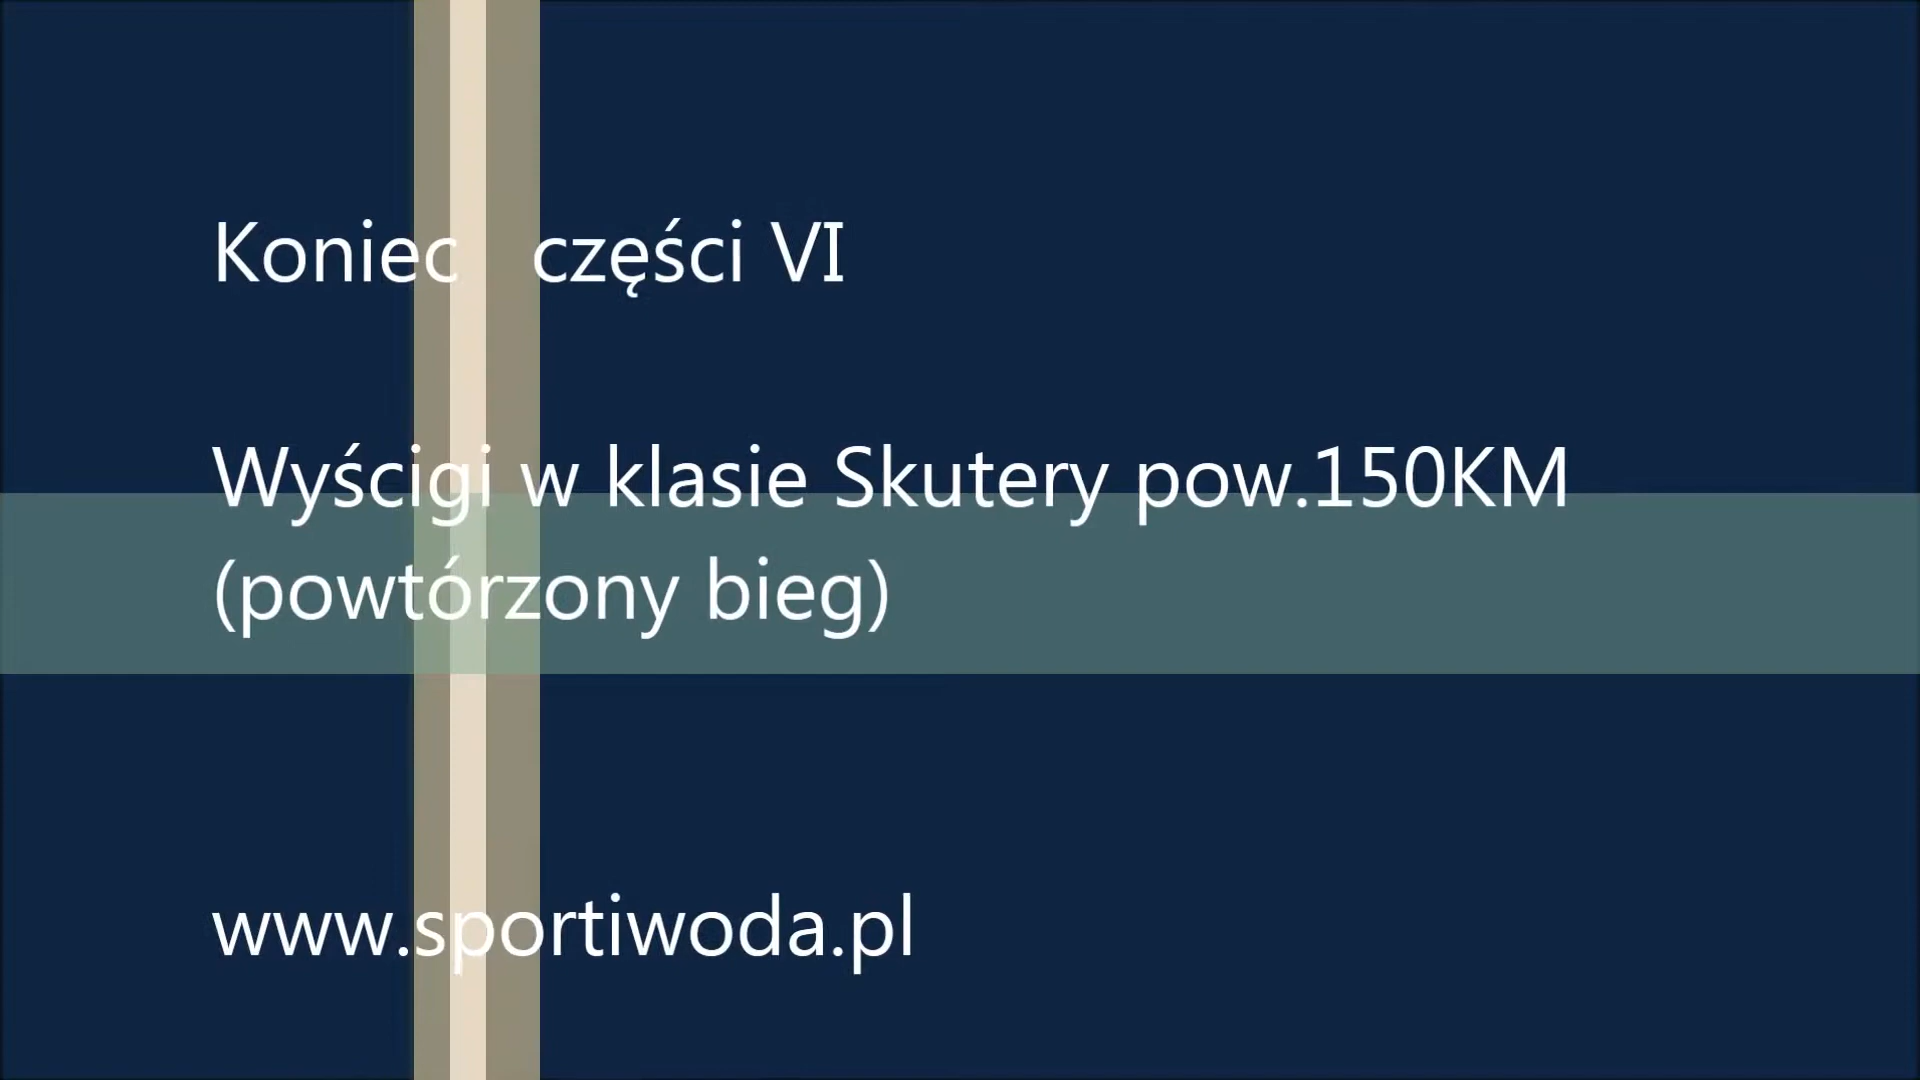 Koniec części VI
Wyścigi w klasie Skutery pow.150KM
(powtórzony bieg)
www.sportiwoda.pl